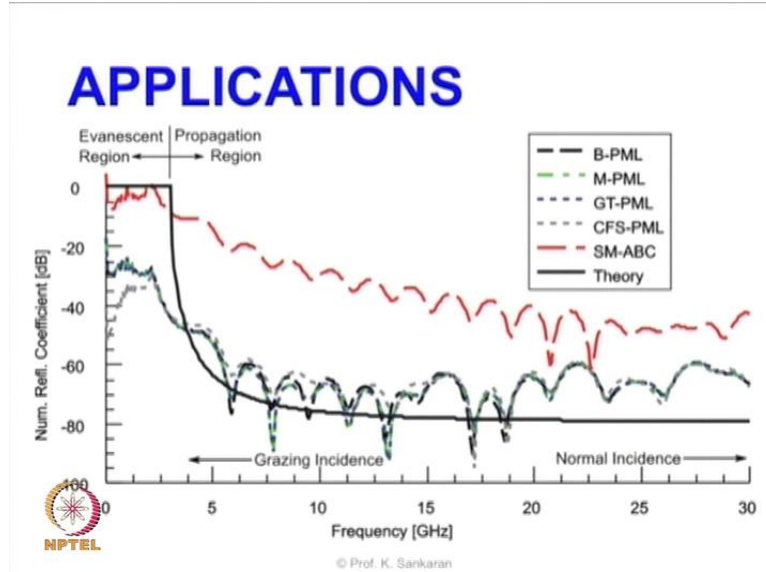 APPLICATIONS
Evanescent | Propagation
Region Region
B-PML
M-PML
GT-PML
CFS-PML
SM-ABC
Theory
Num. Refl. Coefficient [dB]
0
-20
-40
-60
-80
Grazing Incidence
Normal Incidence
0 5 10 15 20 25 30
Frequency [GHz]
NPTEL
© Prof. K. Sankaran